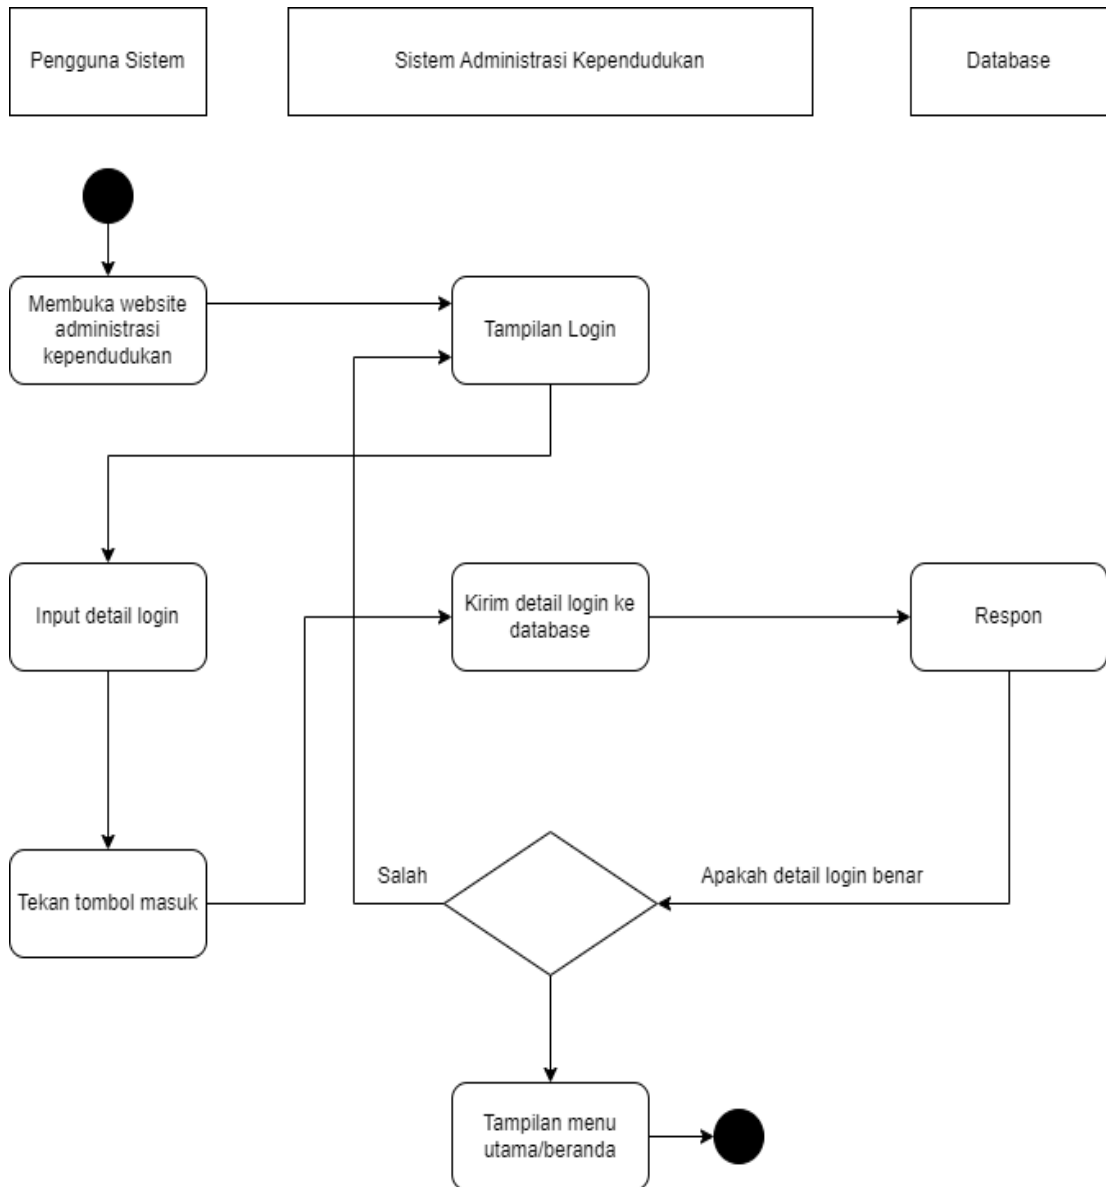 Pengguna Sistem
Sistem Administrasi Kependudukan
Database
Membuka website
administrasi
kependudukan
Tampilan Login
Input detail login
Kirim detail login ke
database
Respon
Tekan tombol masuk
Salah
Apakah detail login benar
Tampilan menu
utama/beranda